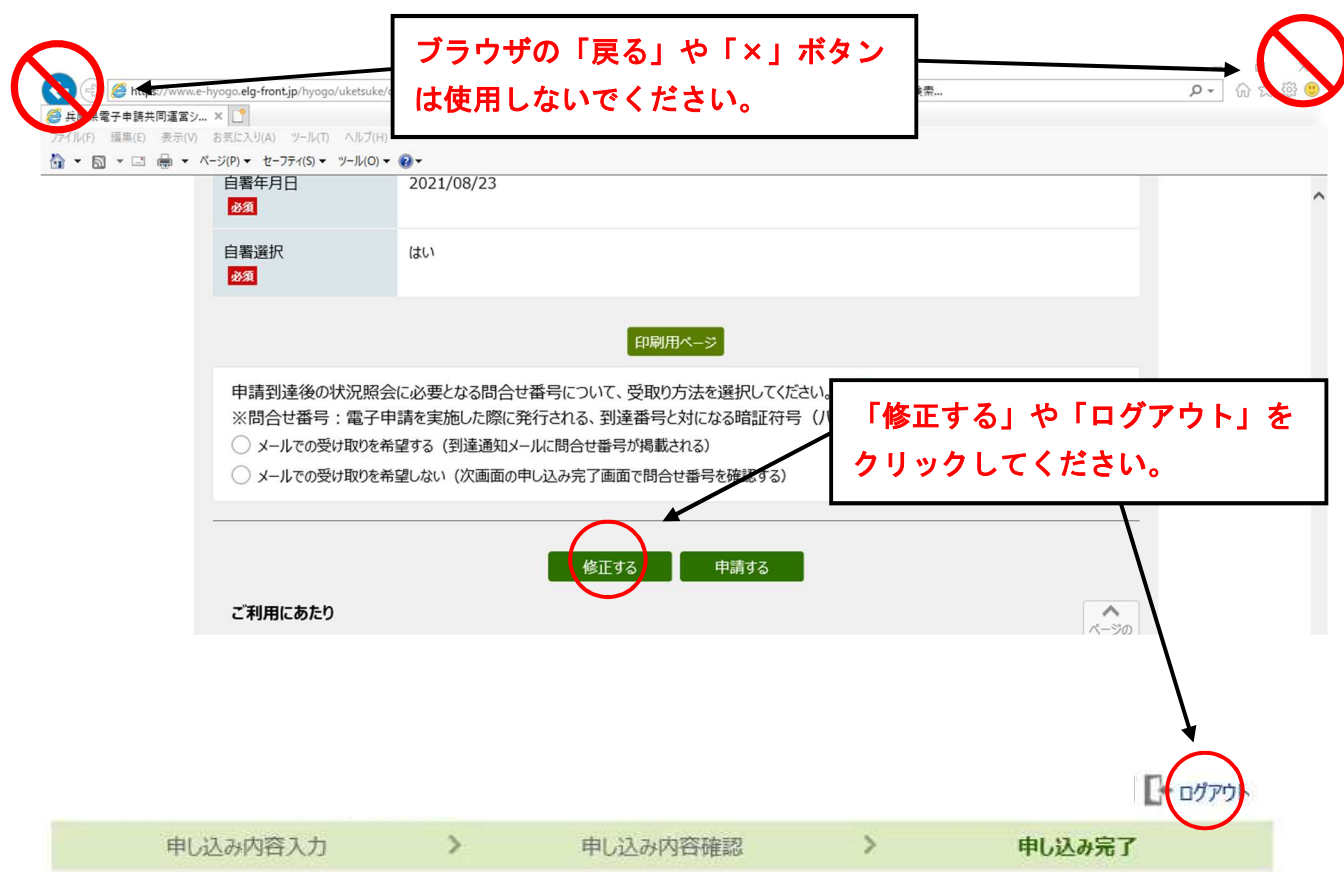 ブラウザの「戻る」や「×」ボタン
は使用しないでください。
https://www.e-hyogo.elg-front.jp/hyogo/uketsuke/
索...
兵庫県電子申請共同運営シ... ×
ファイル(F) 編集(E) 表示(V) お気に入り(A) ツール(T) ヘルプ(H)
ページ(P) セーフティ(S) ツール(O)
自署年月日 2021/08/23
必須
自署選択 はい
必須
印刷用ページ
申請到達後の状況照会に必要となる問合せ番号について、受取り方法を選択してください。
※問合せ番号：電子申請を実施した際に発行される、到達番号と対になる暗証符号（パ
メールでの受け取りを希望する（到達通知メールに問合せ番号が掲載される）
メールでの受け取りを希望しない（次画面の申し込み完了画面で問合せ番号を確認する）
「修正する」や「ログアウト」を
クリックしてください。
修正する 申請する
ご利用にあたり
ページの
ログアウト
申し込み内容入力 > 申し込み内容確認 > 申し込み完了